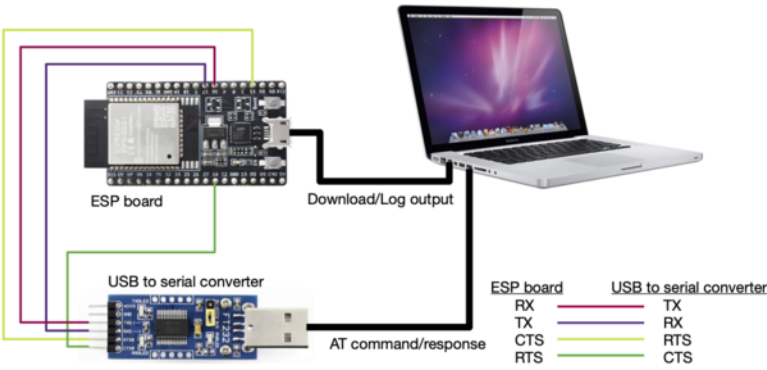 ESP board
Download/Log output
USB to serial converter
FT232
AT command/response
ESP board USB to serial converter
RX TX
TX RX
CTS RTS
RTS CTS